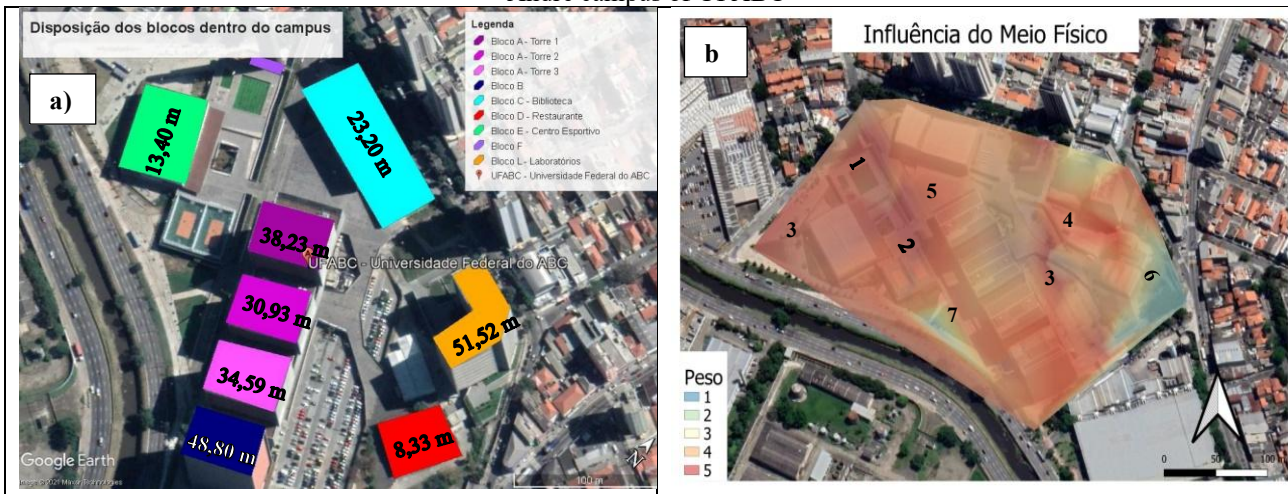 André campus of UFABC
Disposição dos blocos dentro do campus
a)
Legenda
Bloco A - Torre 1
Bloco A - Torre 2
Bloco A - Torre 3
Bloco B
Bloco C - Biblioteca
Bloco D - Restaurante
Bloco E - Centro Esportivo
Bloco F
Bloco L - Laboratórios
UFABC - Universidade Federal do ABC
13,40 m
23,20 m
38,23 m
UFABC - Universidade Federal do ABC
30,93 m
51,52 m
34,59 m
48,80 m
8,33 m
Google Earth
100 m
N
b
Influência do Meio Físico
1
5
3
2
4
3
6
7
Peso
1
2
3
4
5
0
100 m